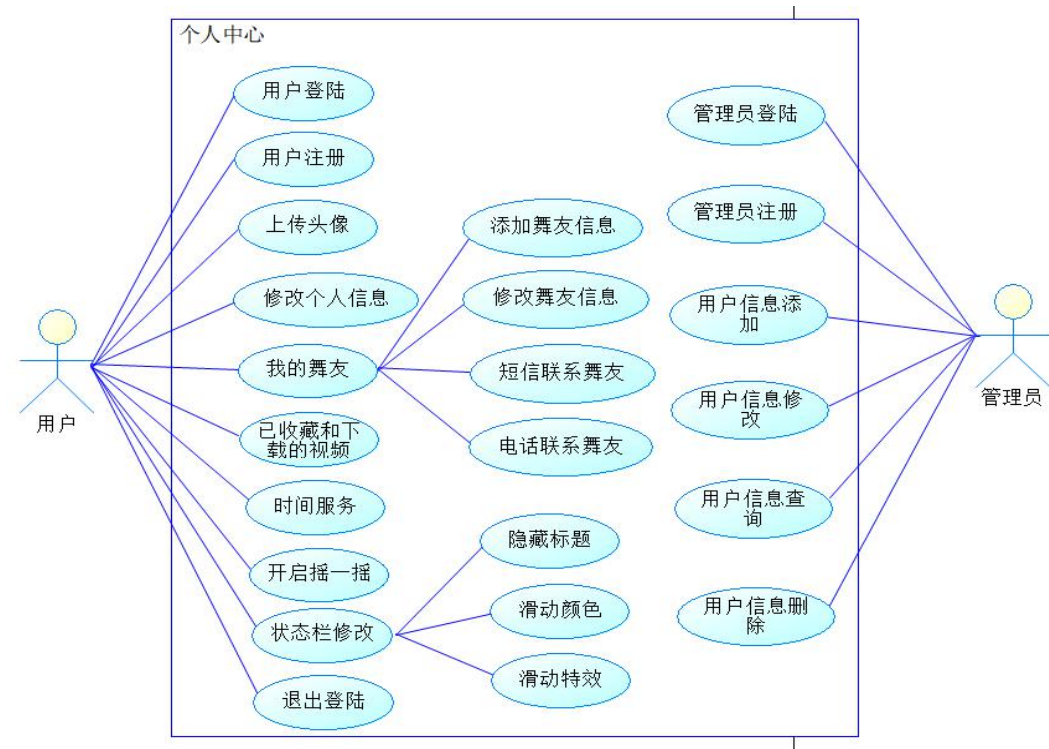 个人中心
用户登陆
用户注册
上传头像
修改个人信息
我的舞友
已收藏和下
载的视频
时间服务
开启摇一摇
状态栏修改
退出登陆
用户
添加舞友信息
修改舞友信息
短信联系舞友
电话联系舞友
隐藏标题
滑动颜色
滑动特效
管理员登陆
管理员注册
用户信息添
加
用户信息修
改
用户信息查
询
用户信息删
除
管理员